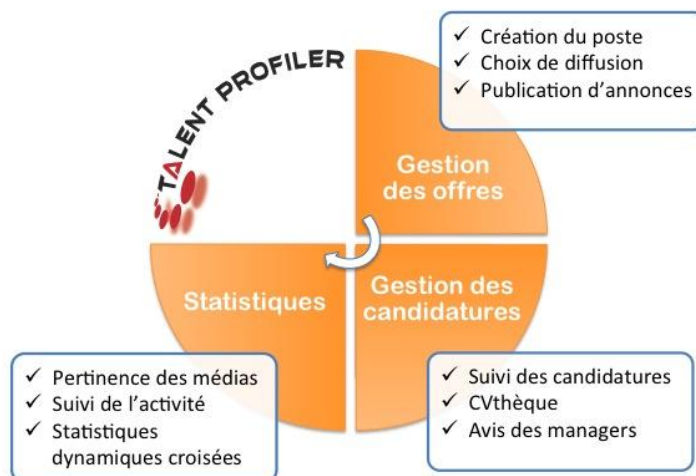 TALENT PROFILER
✓ Création du poste
✓ Choix de diffusion
✓ Publication d’annonces
Gestion
des offres
Statistiques
Gestion des
candidatures
✓ Pertinence des médias
✓ Suivi de l’activité
✓ Statistiques
dynamiques croisées
✓ Suivi des candidatures
✓ CVthèque
✓ Avis des managers